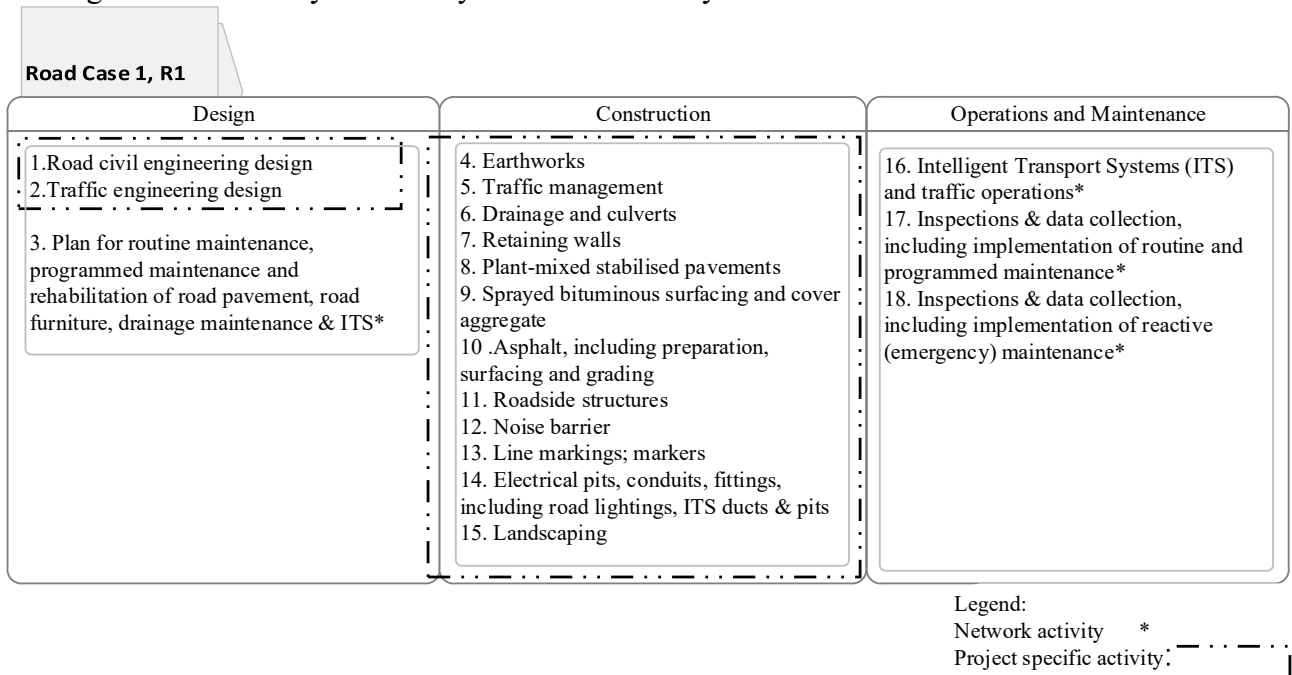 Road Case 1, R1
Design
1.Road civil engineering design
2.Traffic engineering design
3. Plan for routine maintenance,
programmed maintenance and
rehabilitation of road pavement, road
furniture, drainage maintenance & ITS*
Construction
4. Earthworks
5. Traffic management
6. Drainage and culverts
7. Retaining walls
8. Plant-mixed stabilised pavements
9. Sprayed bituminous surfacing and cover
aggregate
10 .Asphalt, including preparation,
surfacing and grading
11. Roadside structures
12. Noise barrier
13. Line markings; markers
14. Electrical pits, conduits, fittings,
including road lightings, ITS ducts & pits
15. Landscaping
Operations and Maintenance
16. Intelligent Transport Systems (ITS)
and traffic operations*
17. Inspections & data collection,
including implementation of routine and
programmed maintenance*
18. Inspections & data collection,
including implementation of reactive
(emergency) maintenance*
Legend:
Network activity *
Project specific activity